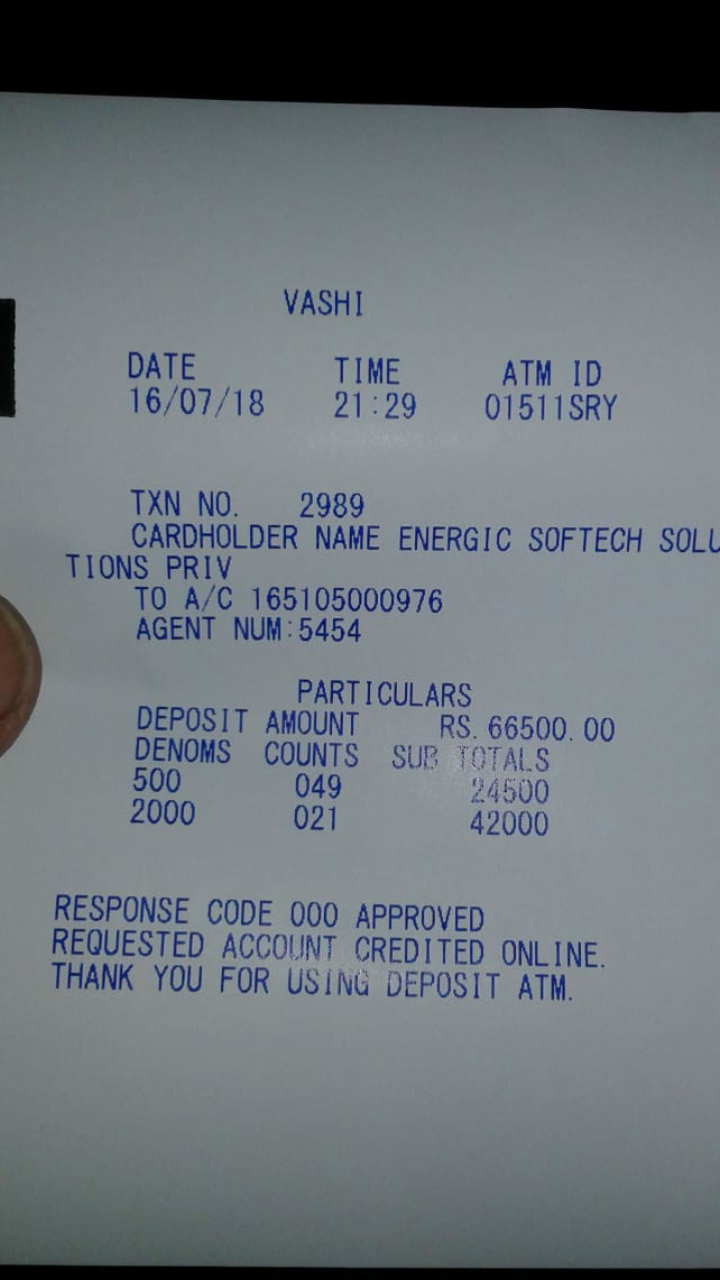 VASHI
DATE TIME ATM ID
16/07/18 21:29 01511SRY
TXN NO. 2989
CARDHOLDER NAME ENERGIC SOFTECH SOLU
TIONS PRIV
TO A/C 165105000976
AGENT NUM:5454
PARTICULARS
DEPOSIT AMOUNT RS. 66500.00
DENOMS COUNTS SUB TOTALS
500 049 24500
2000 021 42000
RESPONSE CODE 000 APPROVED
REQUESTED ACCOUNT CREDITED ONLINE.
THANK YOU FOR USING DEPOSIT ATM.